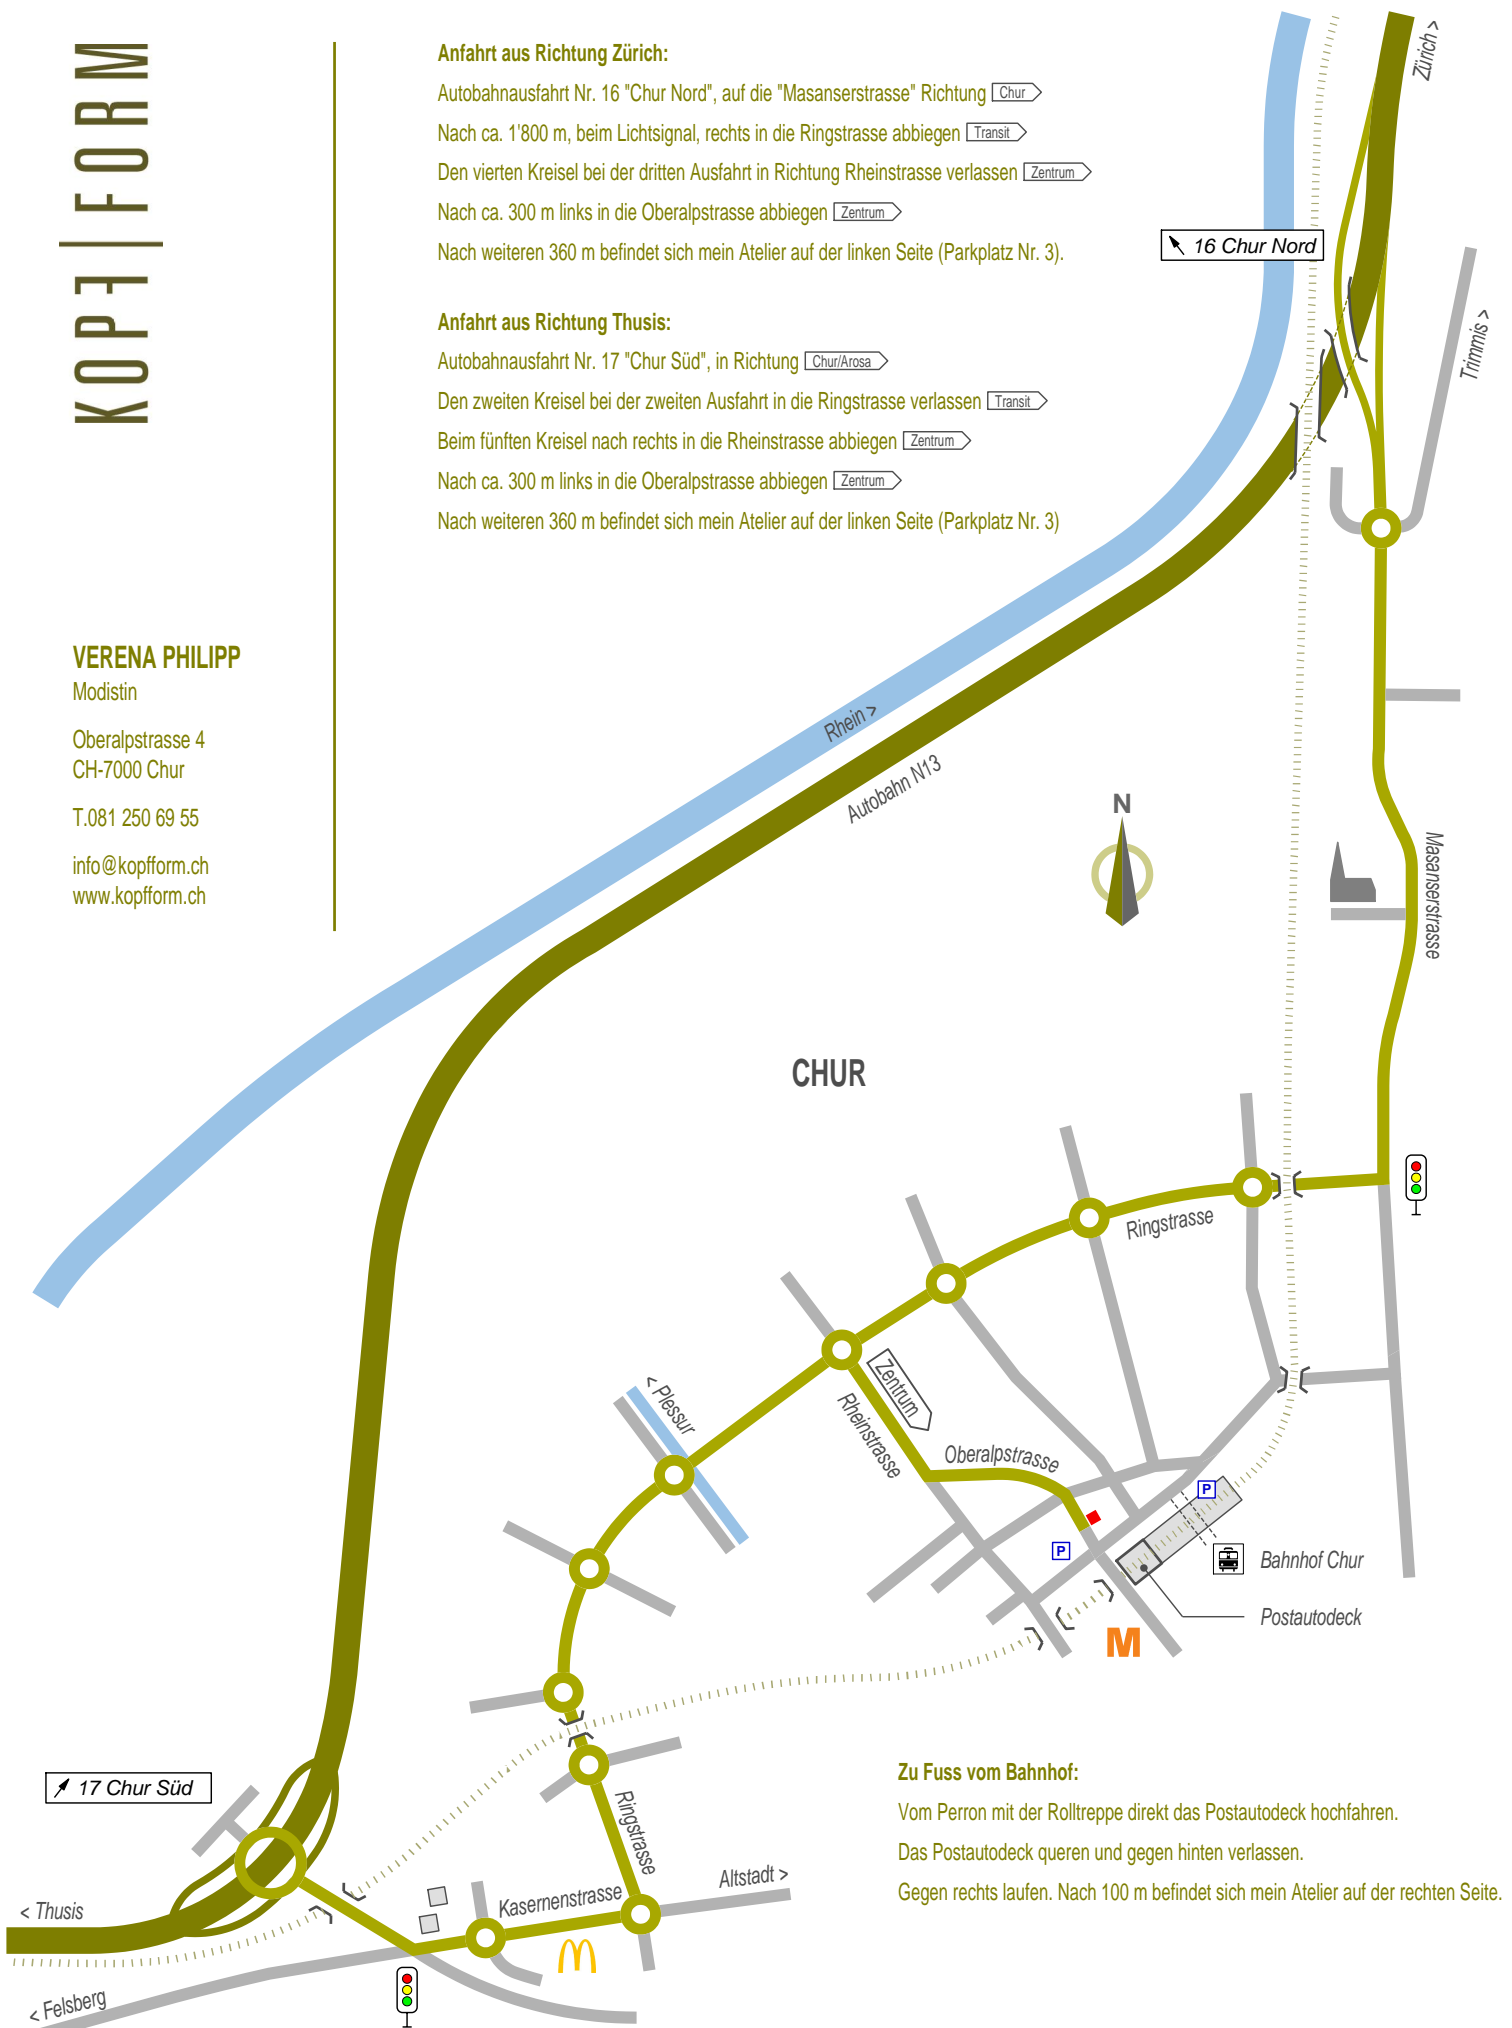 KOPF|FORM
Anfahrt aus Richtung Zürich:
Autobahnausfahrt Nr. 16 "Chur Nord", auf die "Masanserstrasse" Richtung Chur
Nach ca. 1'800 m, beim Lichtsignal, rechts in die Ringstrasse abbiegen Transit
Den vierten Kreisel bei der dritten Ausfahrt in Richtung Rheinstrasse verlassen Zentrum
Nach ca. 300 m links in die Oberalpstrasse abbiegen Zentrum
Nach weiteren 360 m befindet sich mein Atelier auf der linken Seite (Parkplatz Nr. 3).
Anfahrt aus Richtung Thusis:
Autobahnausfahrt Nr. 17 "Chur Süd", in Richtung Chur/Arosa
Den zweiten Kreisel bei der zweiten Ausfahrt in die Ringstrasse verlassen Transit
Beim fünften Kreisel nach rechts in die Rheinstrasse abbiegen Zentrum
Nach ca. 300 m links in die Oberalpstrasse abbiegen Zentrum
Nach weiteren 360 m befindet sich mein Atelier auf der linken Seite (Parkplatz Nr. 3)
VERENA PHILIPP
Modistin
Oberalpstrasse 4
CH-7000 Chur
T.081 250 69 55
info@kopfform.ch
www.kopfform.ch
Zürich >
16 Chur Nord
Trimmis >
Rhein >
Autobahn N13
N
Masanserstrasse
CHUR
Ringstrasse
Zentrum
< Plessur
Rheinstrasse
Oberalpstrasse
P
P
Bahnhof Chur
Postautodeck
M
17 Chur Süd
Ringstrasse
Altstadt >
Kasernenstrasse
< Thusis
< Felsberg
Zu Fuss vom Bahnhof:
Vom Perron mit der Rolltreppe direkt das Postautodeck hochfahren.
Das Postautodeck queren und gegen hinten verlassen.
Gegen rechts laufen. Nach 100 m befindet sich mein Atelier auf der rechten Seite.